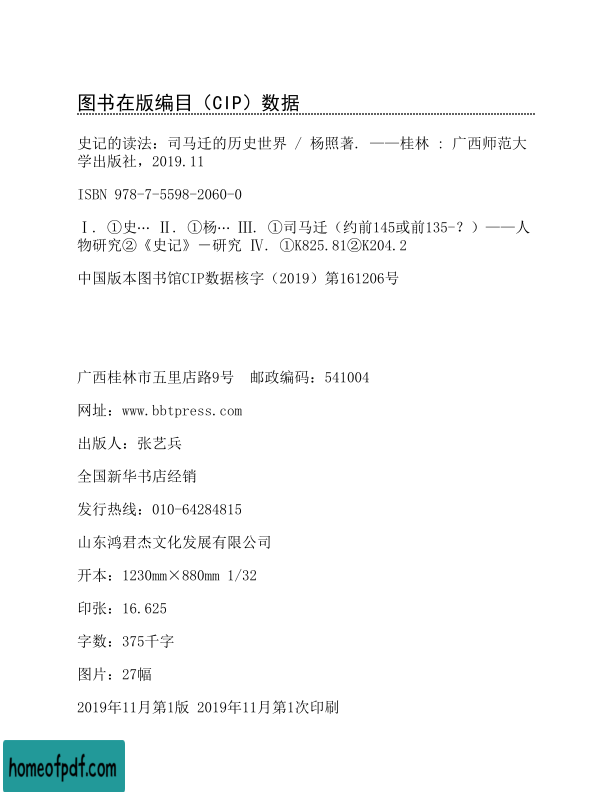 图书在版编目（CIP）数据
史记的读法：司马迁的历史世界 / 杨照著. ——桂林 : 广西师范大
学出版社，2019.11
ISBN 978-7-5598-2060-0
Ⅰ. ①史… Ⅱ. ①杨… Ⅲ. ①司马迁（约前145或前135-？）——人
物研究②《史记》－研究 Ⅳ. ①K825.81②K204.2
中国版本图书馆CIP数据核字（2019）第161206号
广西桂林市五里店路9号　邮政编码：541004
网址：www.bbtpress.com
出版人：张艺兵
全国新华书店经销
发行热线：010-64284815
山东鸿君杰文化发展有限公司
开本：1230mm×880mm 1/32
印张：16.625
字数：375千字
图片：27幅
2019年11月第1版 2019年11月第1次印刷
homeofpdf.com